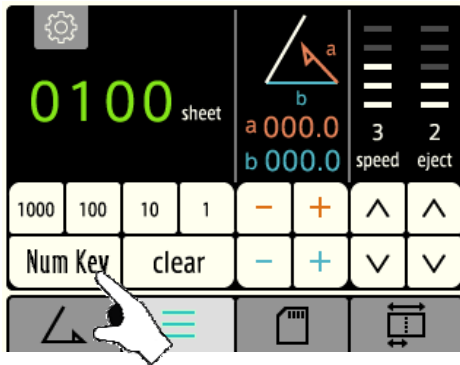 0100 sheet
a
b
a 000.0
b 000.0
3 2
speed eject
1000 100 10 1
Num Key clear